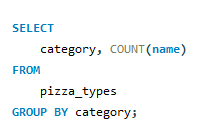 SELECT
    category, COUNT(name)
FROM
    pizza_types
GROUP BY category;